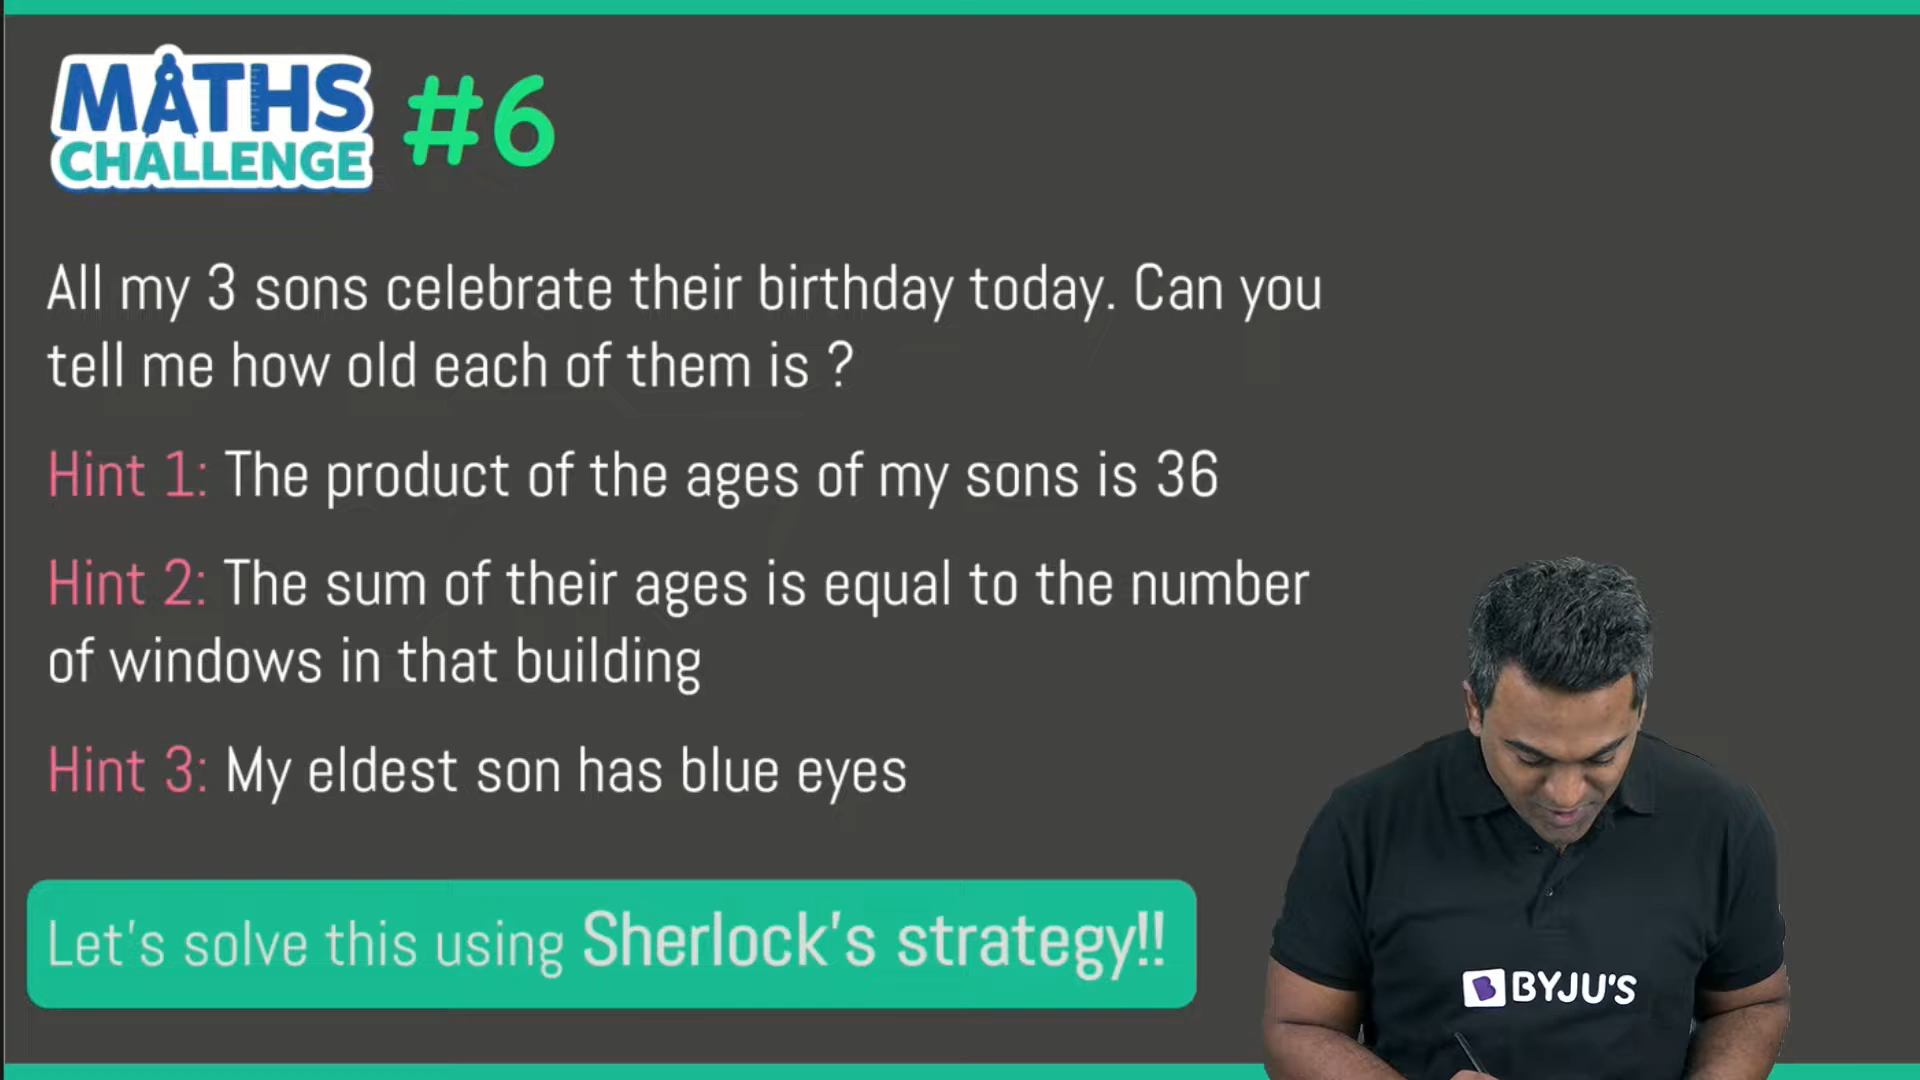 MATHS
CHALLENGE
#6
All my 3 sons celebrate their birthday today. Can you
tell me how old each of them is ?
Hint 1: The product of the ages of my sons is 36
Hint 2: The sum of their ages is equal to the number
of windows in that building
Hint 3: My eldest son has blue eyes
Let's solve this using Sherlock's strategy!!
BYJU'S